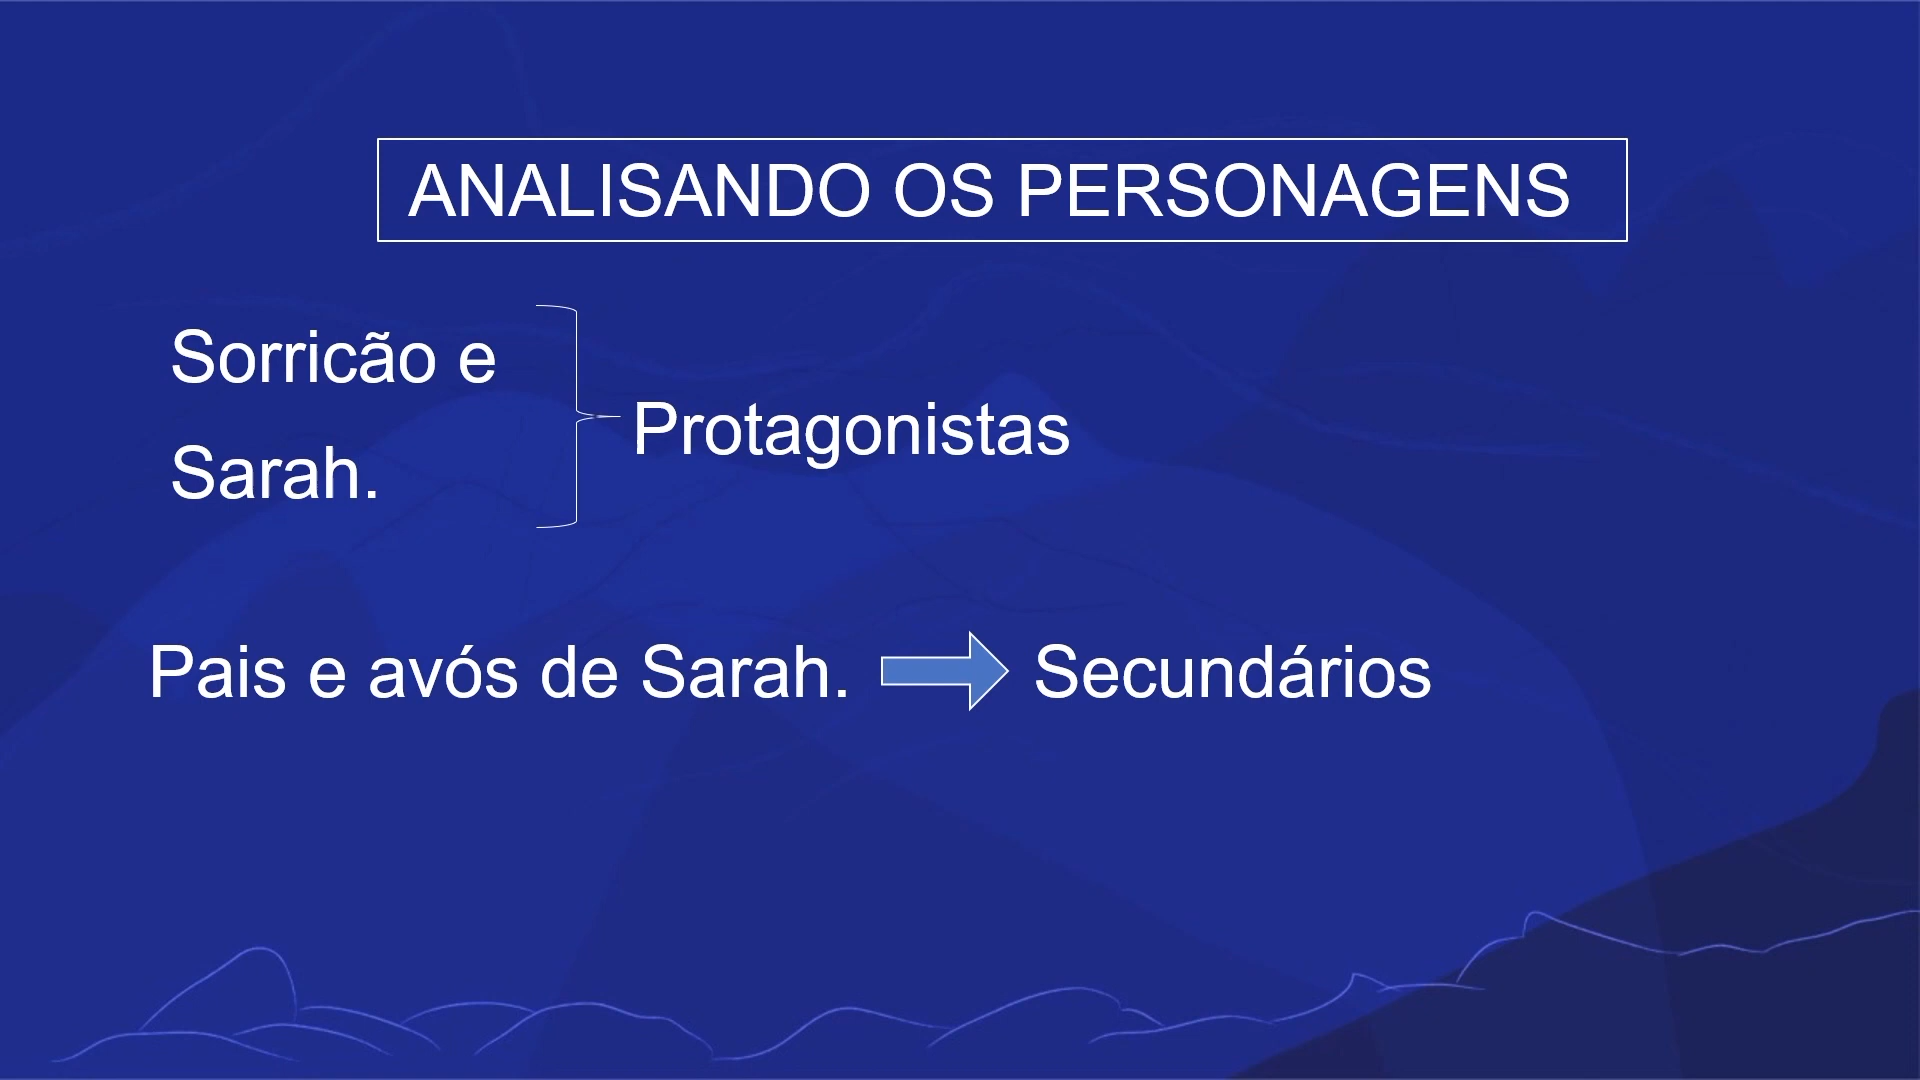 ANALISANDO OS PERSONAGENS
Sorricão e
Sarah.
Protagonistas
Pais e avós de Sarah.
Secundários